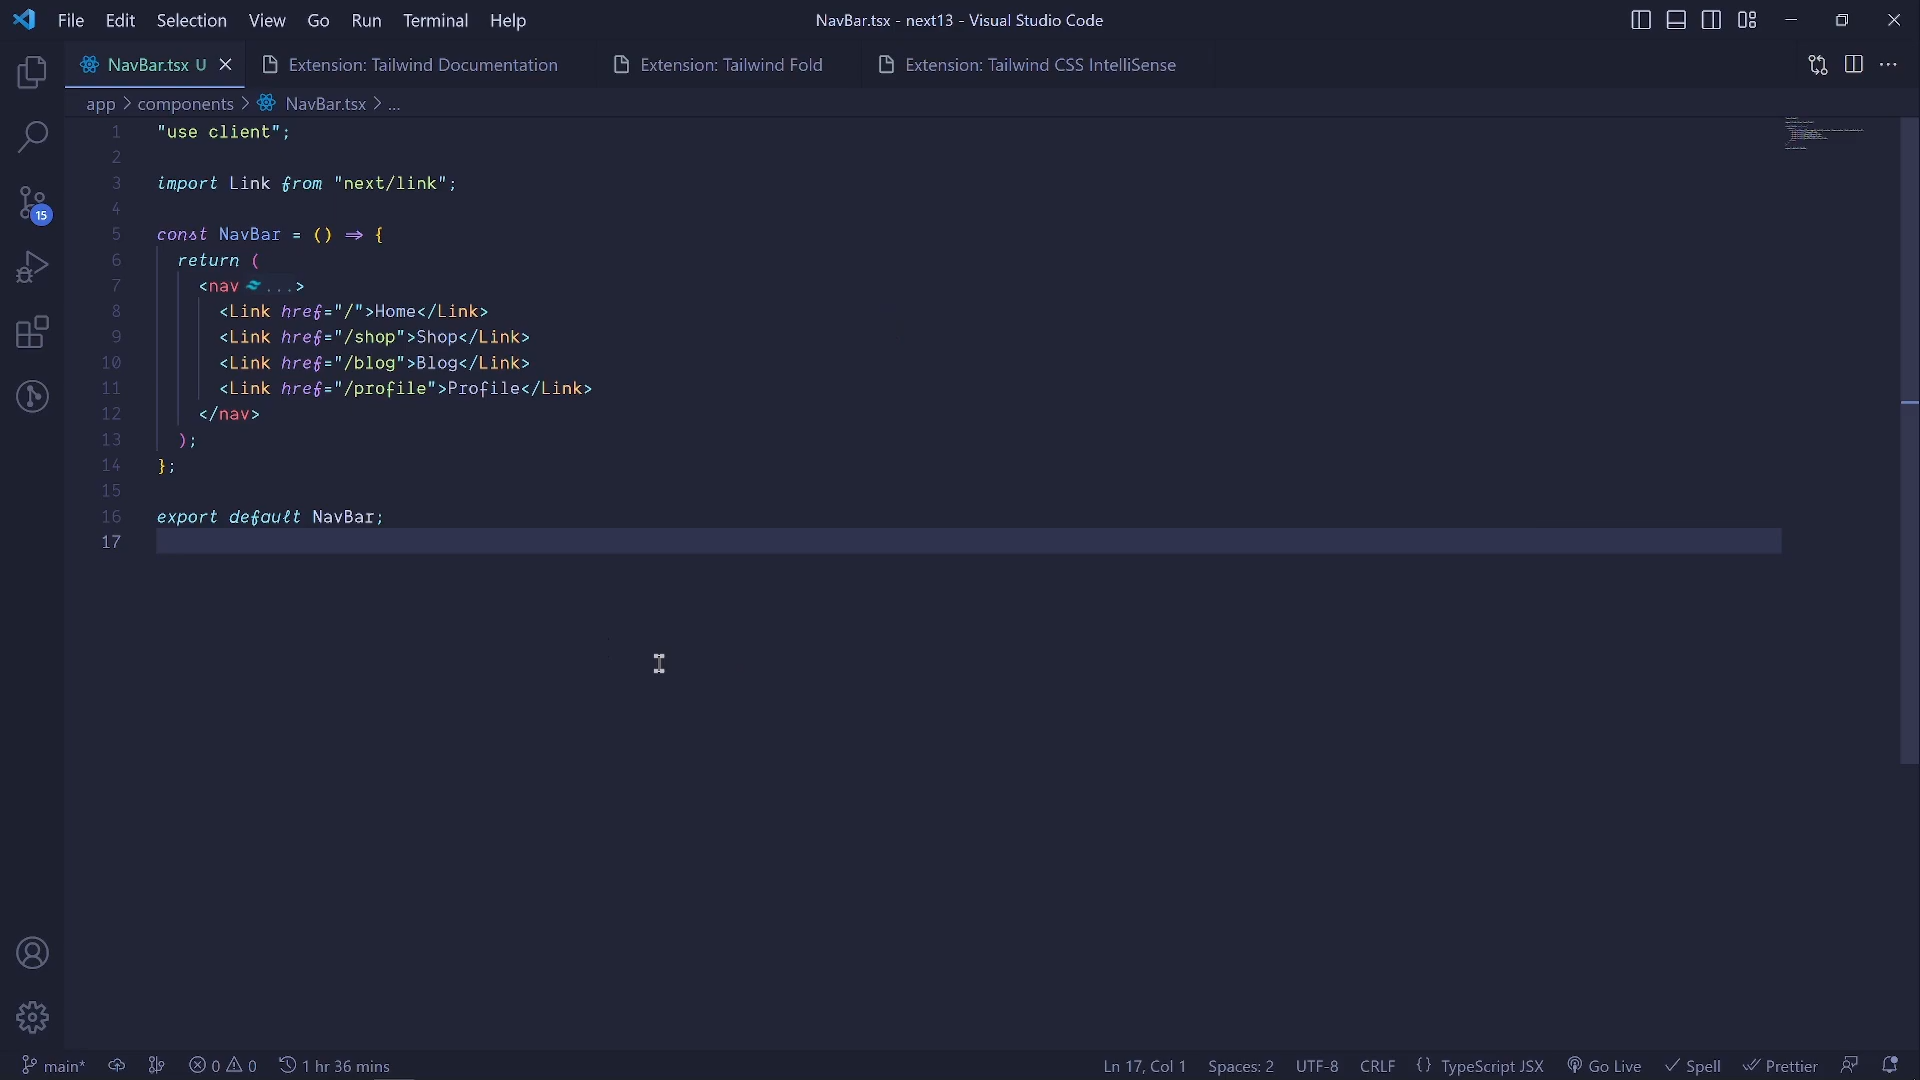 File Edit Selection View Go Run Terminal Help NavBar.tsx - next13 - Visual Studio Code
NavBar.tsx U Extension: Tailwind Documentation Extension: Tailwind Fold Extension: Tailwind CSS IntelliSense
app > components > NavBar.tsx > ...
1 "use client";
2
3 import Link from "next/link";
4
5 const NavBar = () => {
6 return (
7 <nav ...>
8 <Link href="/">Home</Link>
9 <Link href="/shop">Shop</Link>
10 <Link href="/blog">Blog</Link>
11 <Link href="/profile">Profile</Link>
12 </nav>
13 );
14 };
15
16 export default NavBar;
17
15
main* 0 0 1 hr 36 mins Ln 17, Col 1 Spaces: 2 UTF-8 CRLF {} TypeScript JSX Go Live Spell Prettier